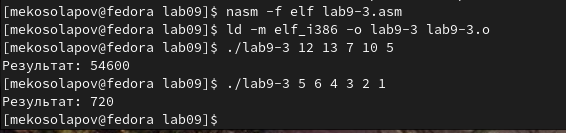 [mekosolapov@fedora lab09]$ nasm -f elf lab9-3.asm
[mekosolapov@fedora lab09]$ ld -m elf_i386 -o lab9-3 lab9-3.o
[mekosolapov@fedora lab09]$ ./lab9-3 12 13 7 10 5
Результат: 54600
[mekosolapov@fedora lab09]$ ./lab9-3 5 6 4 3 2 1
Результат: 720
[mekosolapov@fedora lab09]$